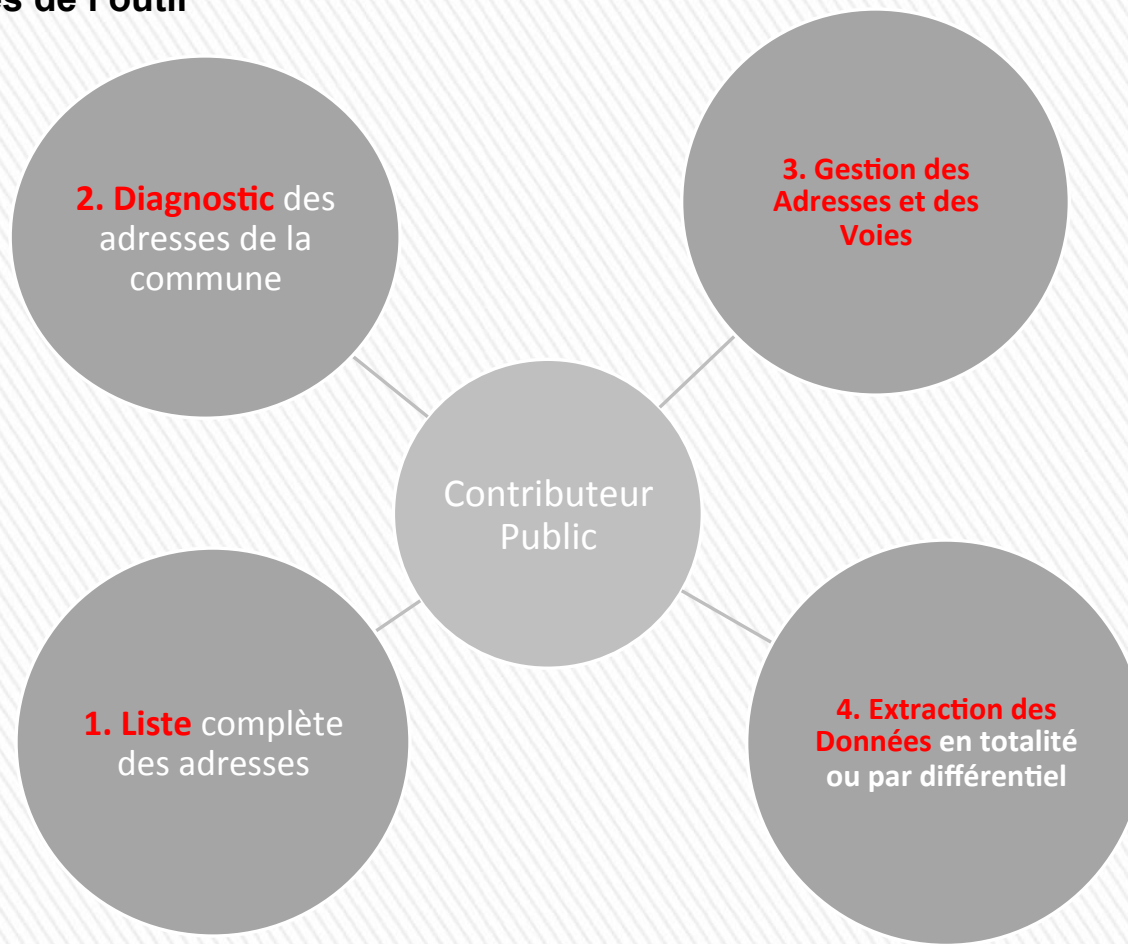 de l'outil
2. Diagnostic des
adresses de la
commune
3. Gestion des
Adresses et des
Voies
Contributeur
Public
1. Liste complète
des adresses
4. Extraction des
Données en totalité
ou par différentiel